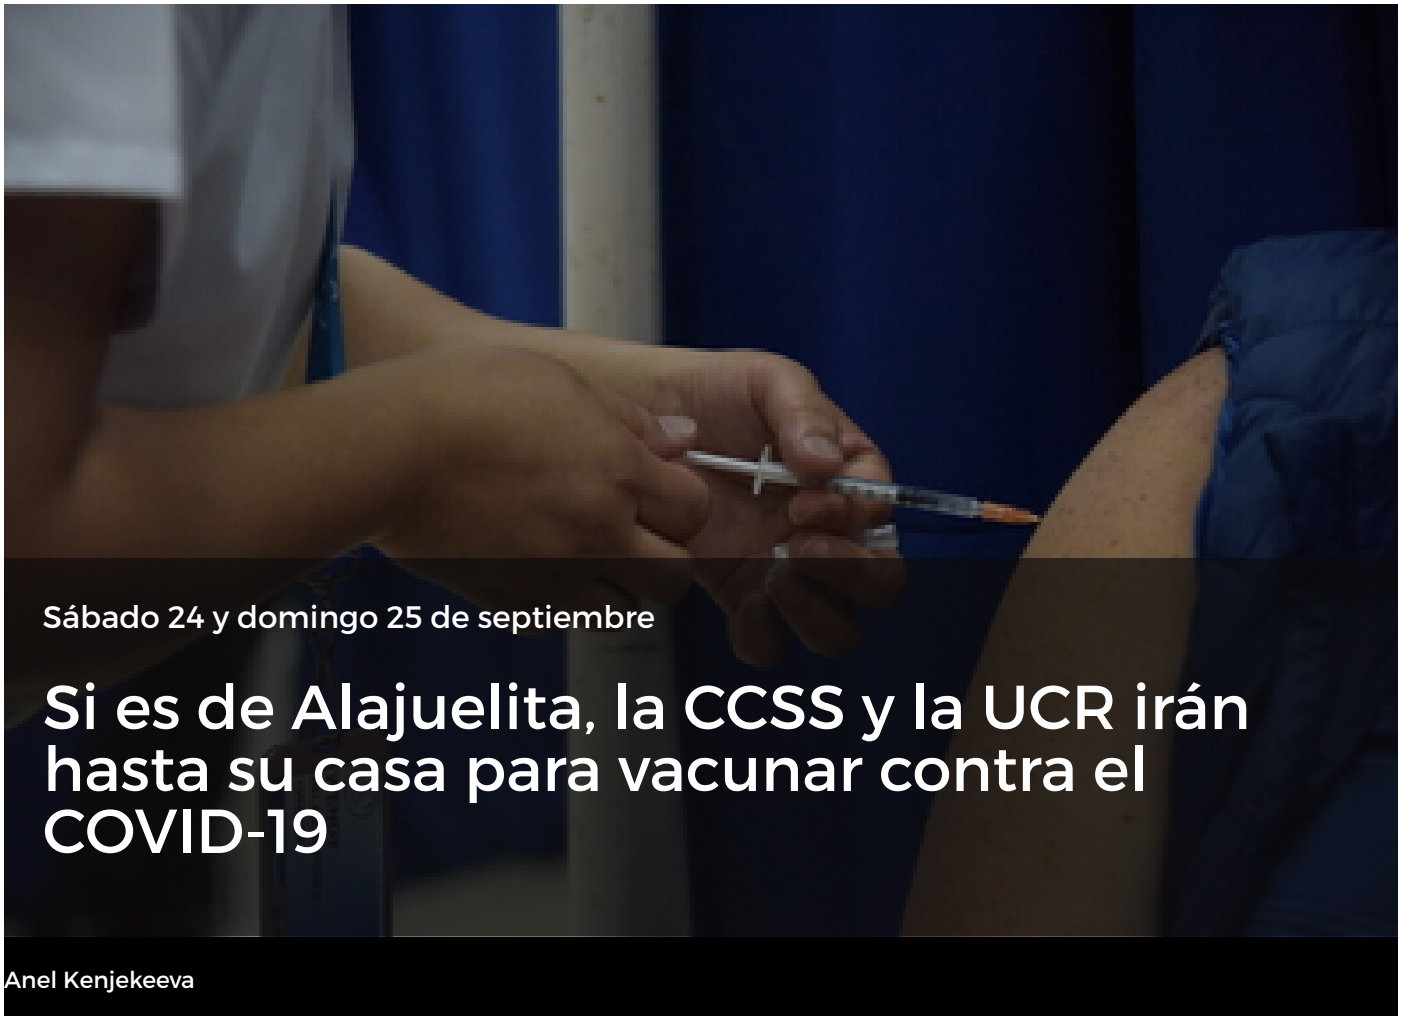 Sábado 24 y domingo 25 de septiembre
Si es de Alajuelita, la CCSS y la UCR irán
hasta su casa para vacunar contra el
COVID-19
Anel Kenjekeeva